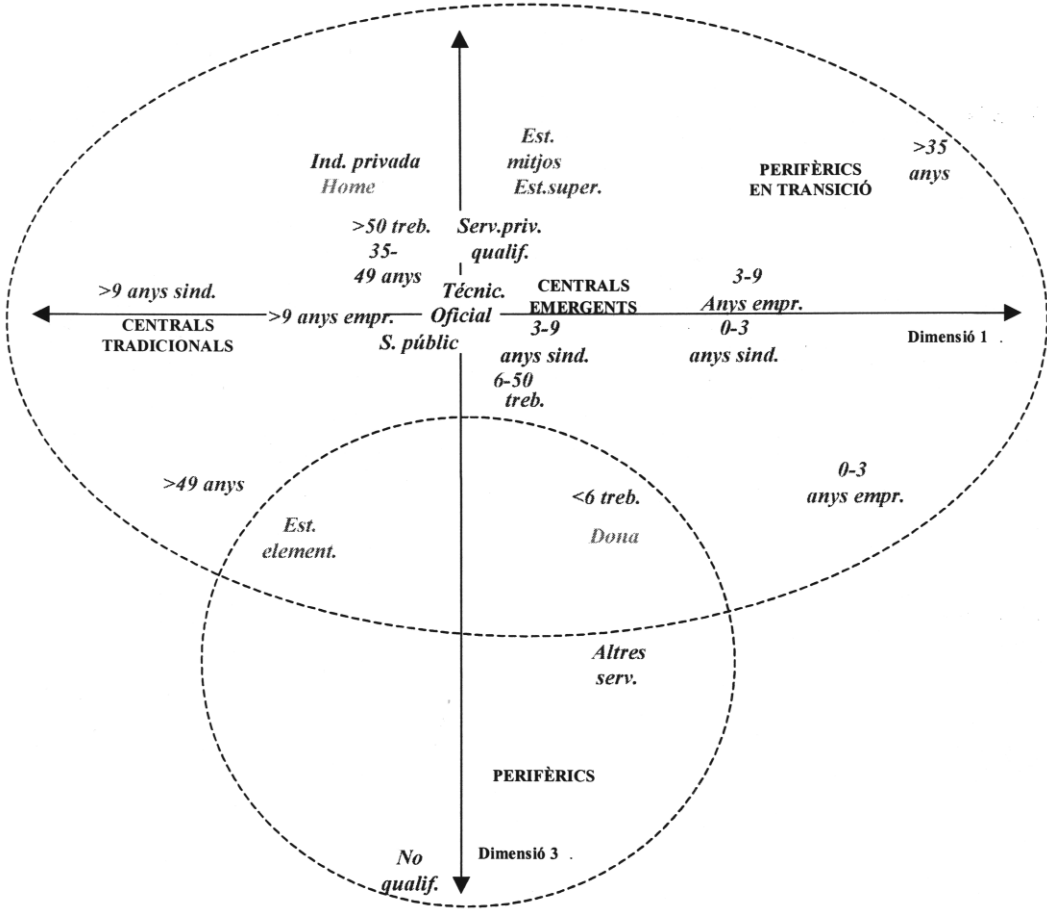 Est.
mitjos
Est.super.
>35
anys
Ind. privada
Home
PERIFÈRICS
EN TRANSICIÓ
>50 treb.
35-
49 anys
Serv.priv.
qualif.
>9 anys sind.
Técnic.
Oficial
CENTRALS
EMERGENTS
3-9
Anys empr.
CENTRALS
TRADICIONALS
>9 anys empr.
S. públic
3-9
anys sind.
0-3
anys sind.
Dimensió 1
6-50
treb.
>49 anys
Est.
element.
<6 treb.
Dona
0-3
anys empr.
Altres
serv.
PERIFÈRICS
No
qualif.
Dimensió 3